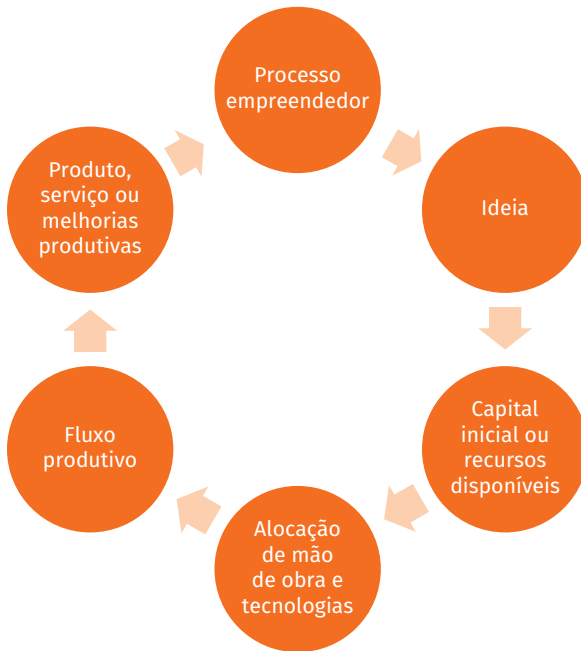 Processo
empreendedor
Ideia
Capital
inicial ou
recursos
disponíveis
Alocação
de mão
de obra e
tecnologias
Fluxo
produtivo
Produto,
serviço ou
melhorias
produtivas